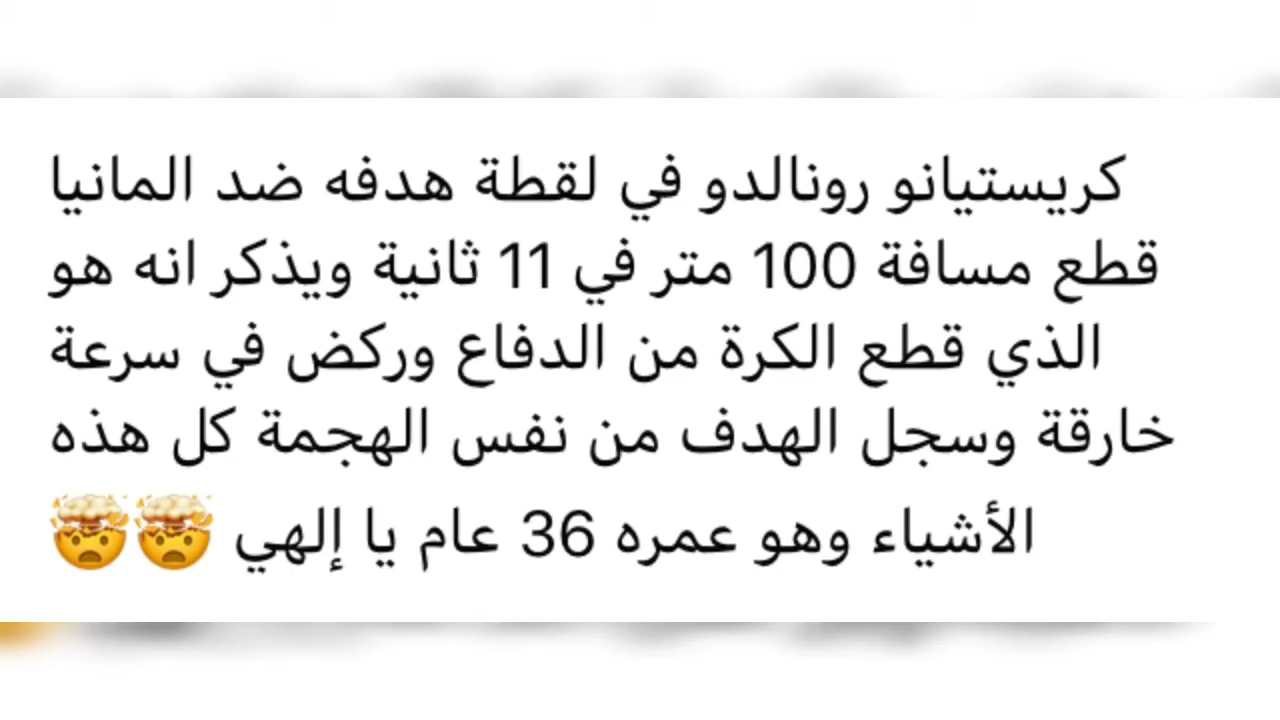 كريستيانو رونالدو في لقطة هدفه ضد المانيا
قطع مسافة 100 متر في 11 ثانية ويذكر انه هو
الذي قطع الكرة من الدفاع وركض في سرعة
خارقة وسجل الهدف من نفس الهجمة كل هذه
الأشياء وهو عمره 36 عام يا إلهي 🤯🤯